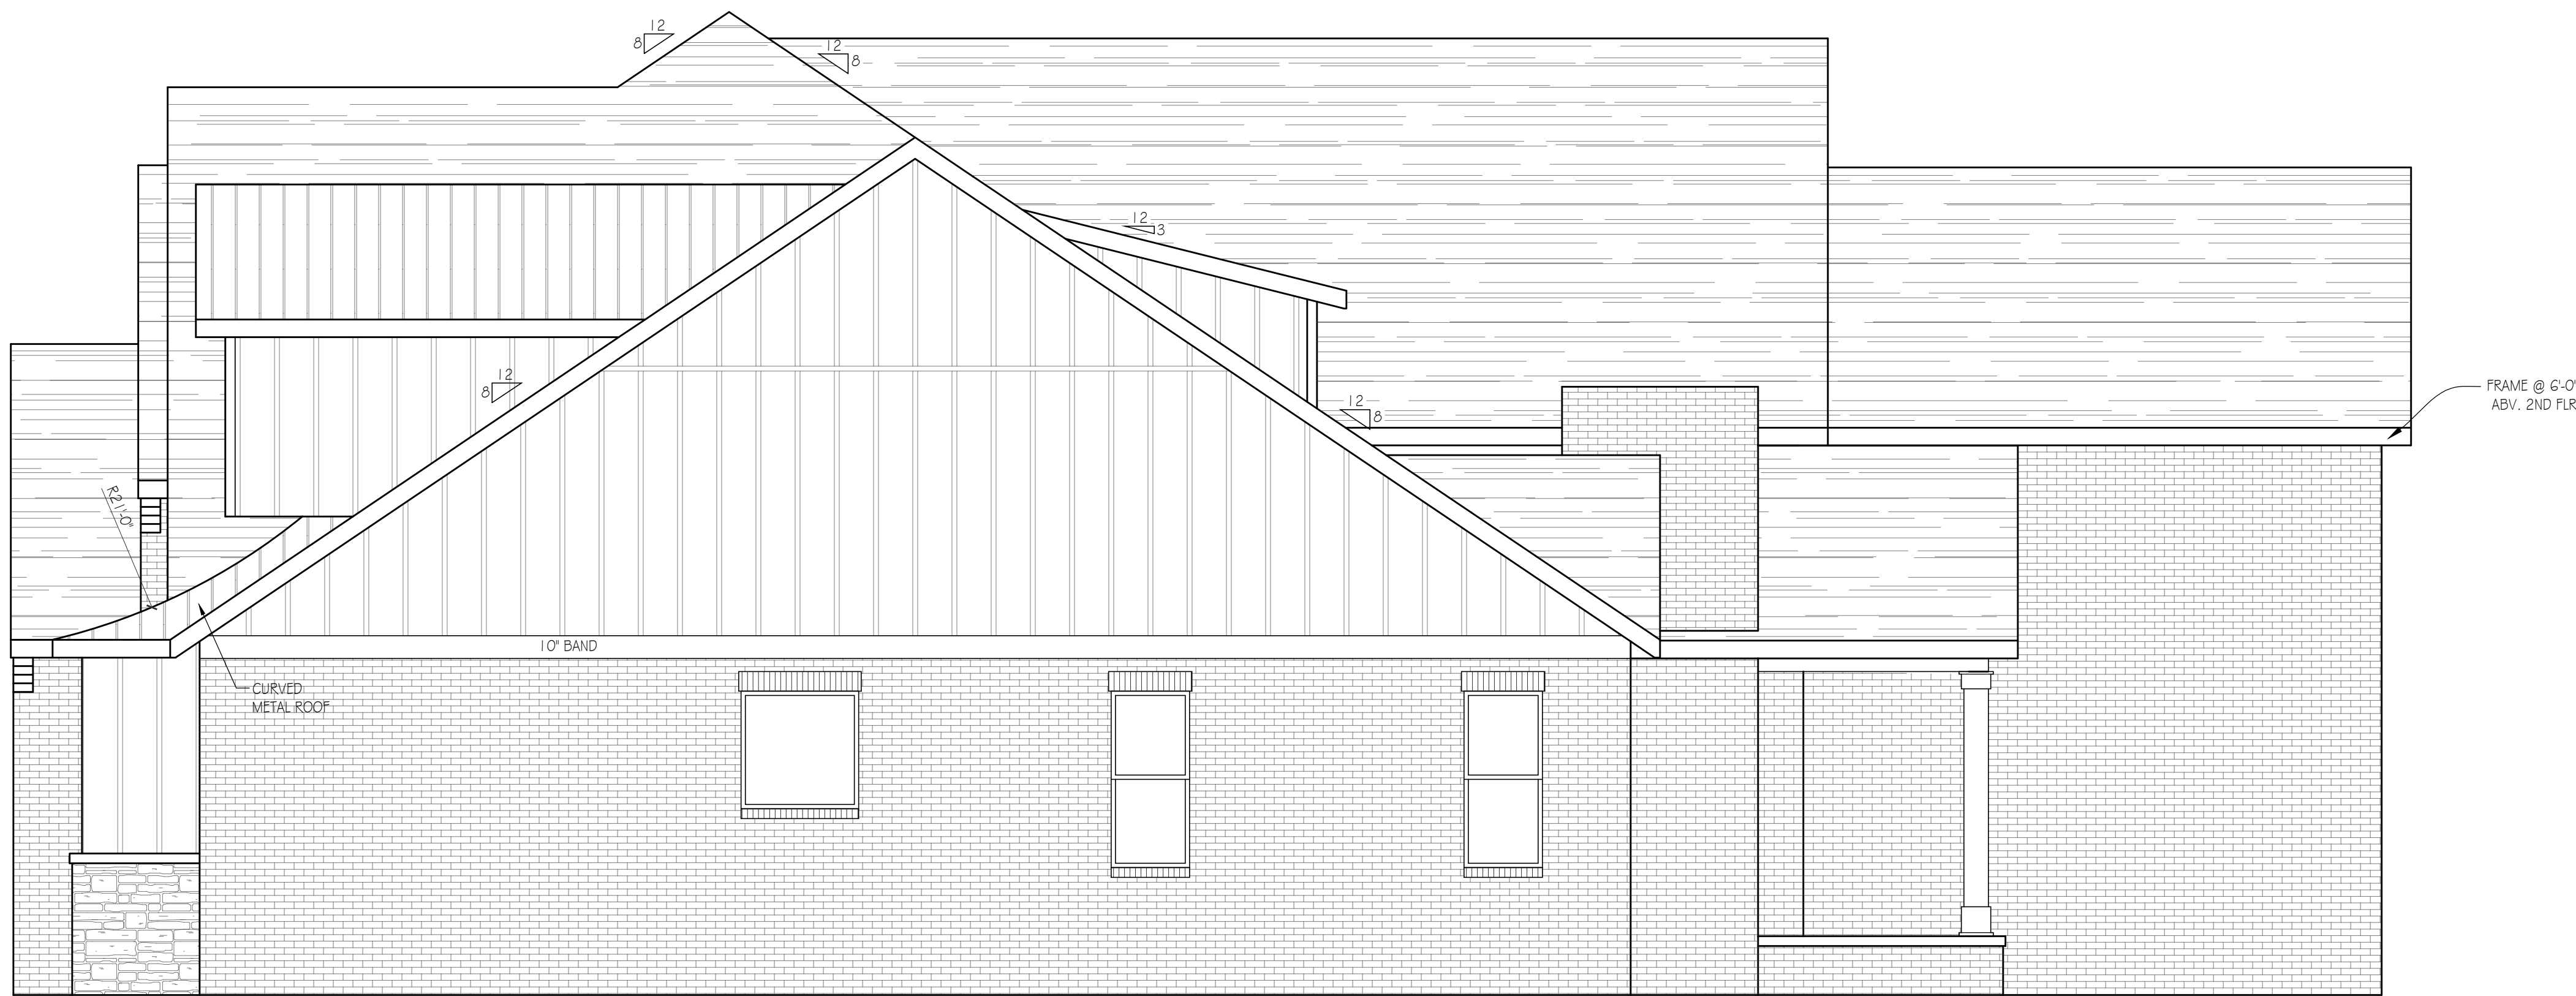 12
8
12
8
12
3
12
8
12
8
FRAME @ 6'-0"
ABV. 2ND FLR
R21'-0"
10" BAND
CURVED
METAL ROOF